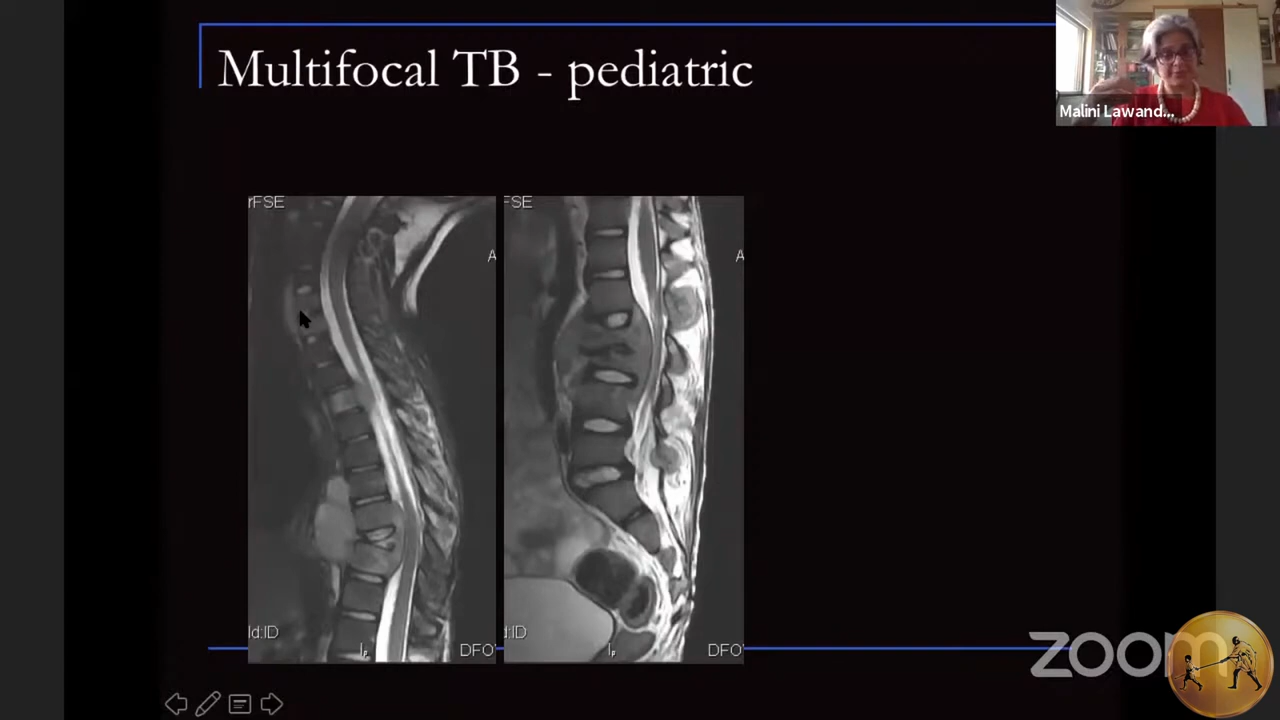 Multifocal TB - pediatric
Malini Lawand...
rFSE
FSE
A
A
ld:ID
DFO
d:ID
DFO
zoom